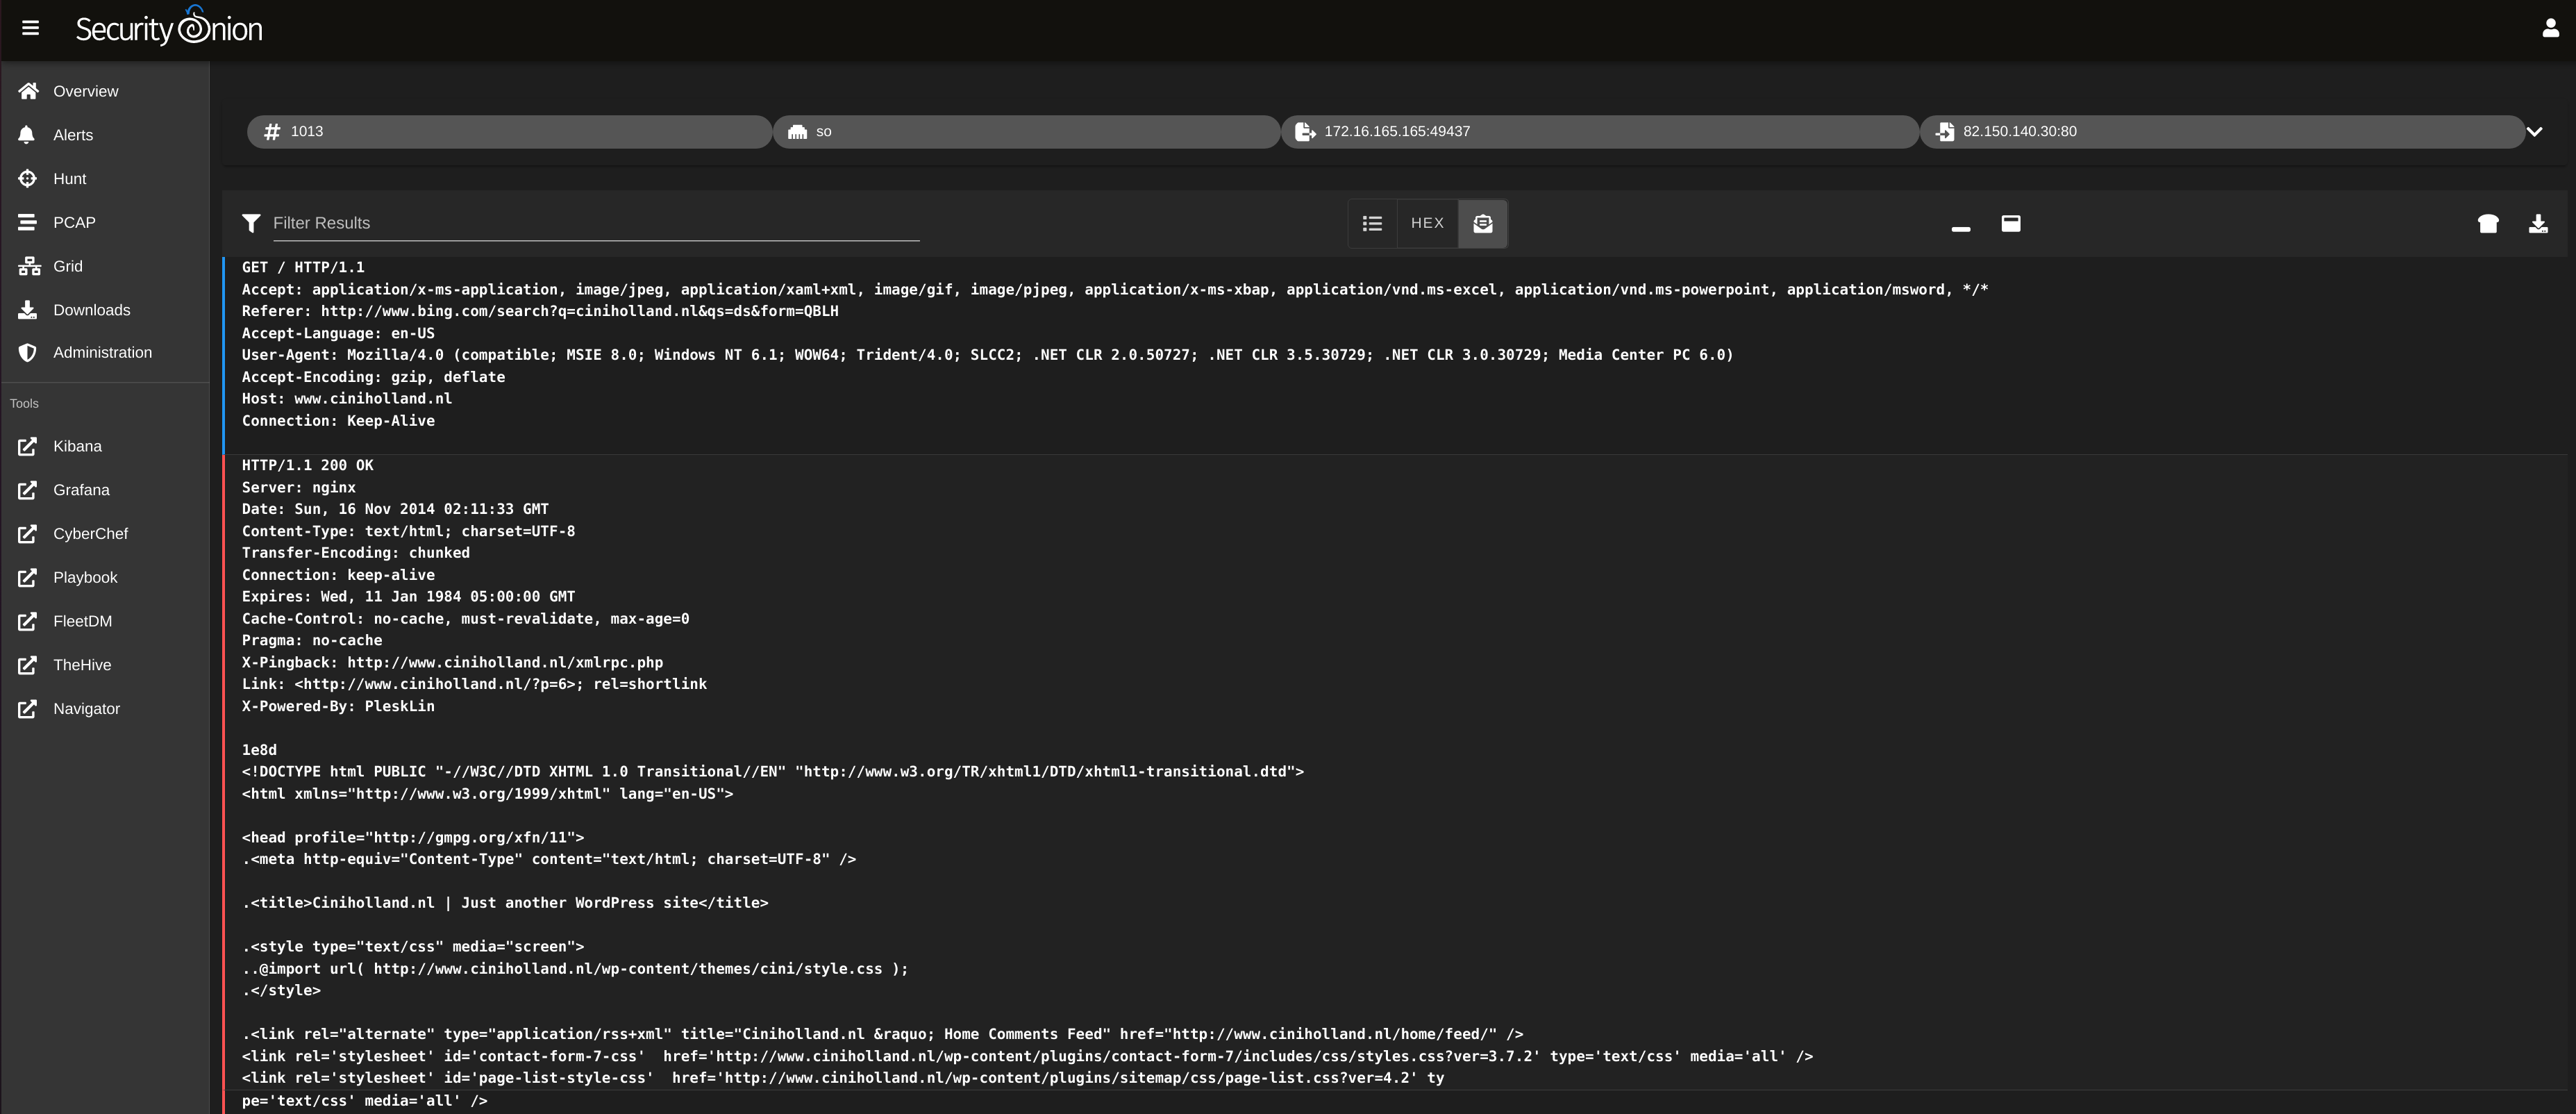 Security Onion
Overview
Alerts
Hunt
PCAP
Grid
Downloads
Administration
Tools
Kibana
Grafana
CyberChef
Playbook
FleetDM
TheHive
Navigator
1013
so
172.16.165.165:49437
82.150.140.30:80
Filter Results
HEX
GET / HTTP/1.1
Accept: application/x-ms-application, image/jpeg, application/xaml+xml, image/gif, image/pjpeg, application/x-ms-xbap, application/vnd.ms-excel, application/vnd.ms-powerpoint, application/msword, */*
Referer: http://www.bing.com/search?q=ciniholland.nl&qs=ds&form=QBLH
Accept-Language: en-US
User-Agent: Mozilla/4.0 (compatible; MSIE 8.0; Windows NT 6.1; WOW64; Trident/4.0; SLCC2; .NET CLR 2.0.50727; .NET CLR 3.5.30729; .NET CLR 3.0.30729; Media Center PC 6.0)
Accept-Encoding: gzip, deflate
Host: www.ciniholland.nl
Connection: Keep-Alive
HTTP/1.1 200 OK
Server: nginx
Date: Sun, 16 Nov 2014 02:11:33 GMT
Content-Type: text/html; charset=UTF-8
Transfer-Encoding: chunked
Connection: keep-alive
Expires: Wed, 11 Jan 1984 05:00:00 GMT
Cache-Control: no-cache, must-revalidate, max-age=0
Pragma: no-cache
X-Pingback: http://www.ciniholland.nl/xmlrpc.php
Link: <http://www.ciniholland.nl/?p=6>; rel=shortlink
X-Powered-By: PleskLin
1e8d
<!DOCTYPE html PUBLIC "-//W3C//DTD XHTML 1.0 Transitional//EN" "http://www.w3.org/TR/xhtml1/DTD/xhtml1-transitional.dtd">
<html xmlns="http://www.w3.org/1999/xhtml" lang="en-US">
<head profile="http://gmpg.org/xfn/11">
.<meta http-equiv="Content-Type" content="text/html; charset=UTF-8" />
.<title>Ciniholland.nl | Just another WordPress site</title>
.<style type="text/css" media="screen">
..@import url( http://www.ciniholland.nl/wp-content/themes/cini/style.css );
.</style>
.<link rel="alternate" type="application/rss+xml" title="Ciniholland.nl &raquo; Home Comments Feed" href="http://www.ciniholland.nl/home/feed/" />
<link rel='stylesheet' id='contact-form-7-css'  href='http://www.ciniholland.nl/wp-content/plugins/contact-form-7/includes/css/styles.css?ver=3.7.2' type='text/css' media='all' />
<link rel='stylesheet' id='page-list-style-css'  href='http://www.ciniholland.nl/wp-content/plugins/sitemap/css/page-list.css?ver=4.2' ty
pe='text/css' media='all' />